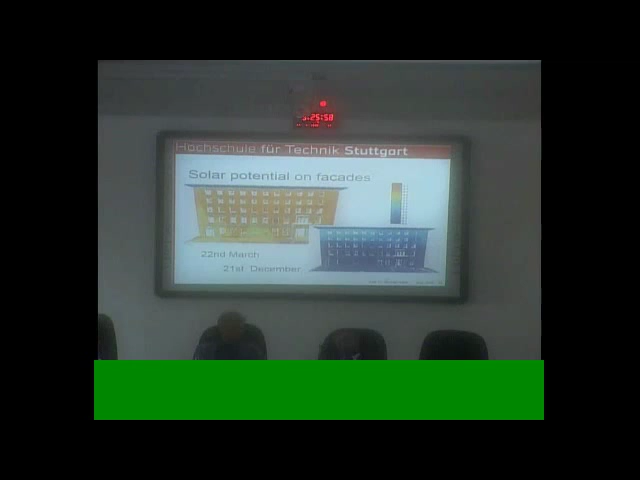 Hochschule für Technik Stuttgart
Solar potential on facades
22nd March
21st December